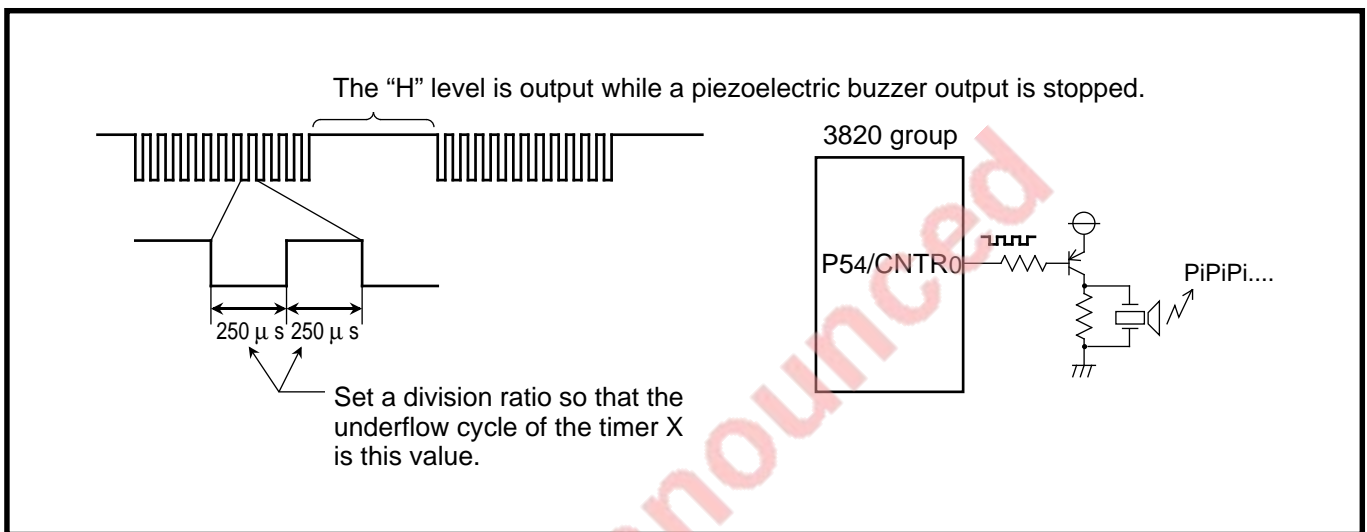 The “H” level is output while a piezoelectric buzzer output is stopped.
3820 group
P54/CNTR0
PiPiPi....
250 μ s 250 μ s
Set a division ratio so that the
underflow cycle of the timer X
is this value.
nounced